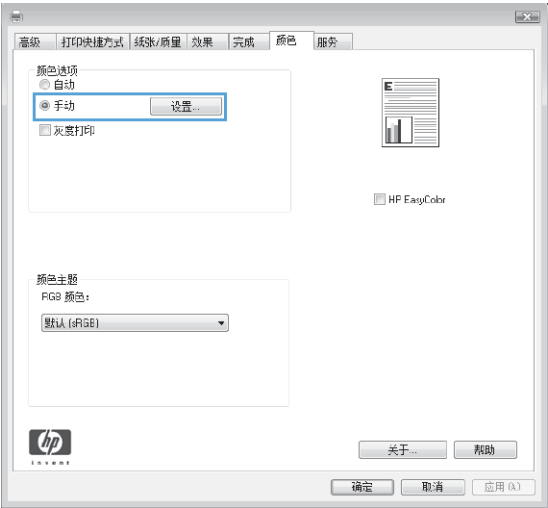 高级 打印快捷方式 纸张/质量 效果 完成 颜色 服务
颜色选项
自动
手动 设置...
灰度打印
E
HP EasyColor
颜色主题
RGB 颜色:
默认 (sRGB)
hp
invent
关于... 帮助
确定 取消 应用(A)